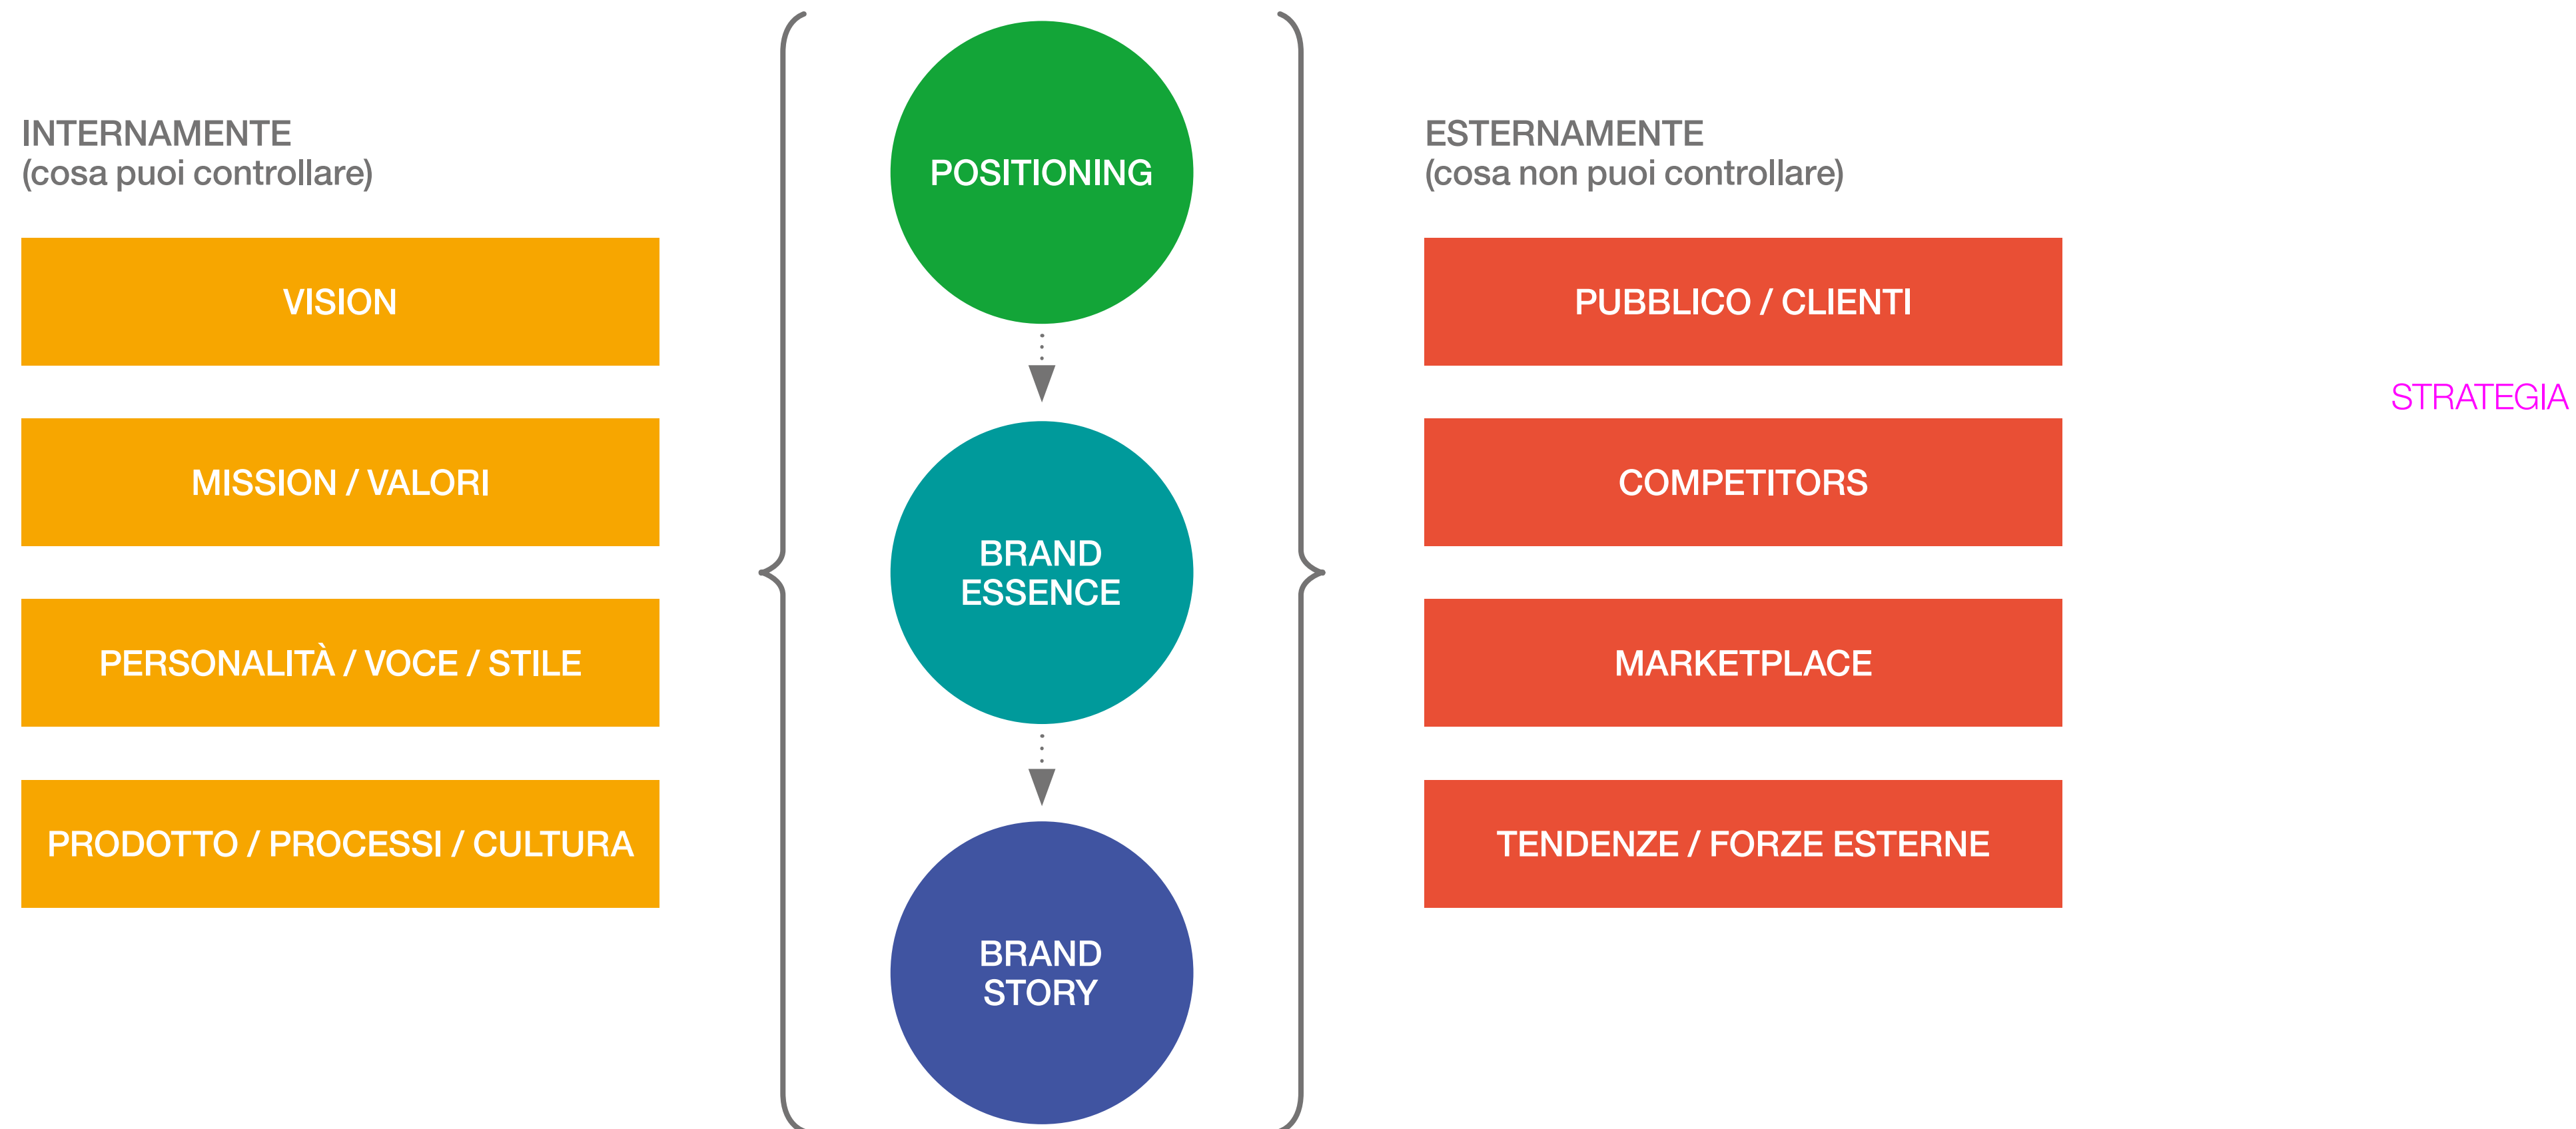 INTERNAMENTE
(cosa puoi controllare)
VISION
MISSION / VALORI
PERSONALITÀ / VOCE / STILE
PRODOTTO / PROCESSI / CULTURA
POSITIONING
BRAND
ESSENCE
BRAND
STORY
ESTERNAMENTE
(cosa non puoi controllare)
PUBBLICO / CLIENTI
COMPETITORS
MARKETPLACE
TENDENZE / FORZE ESTERNE
STRATEGIA